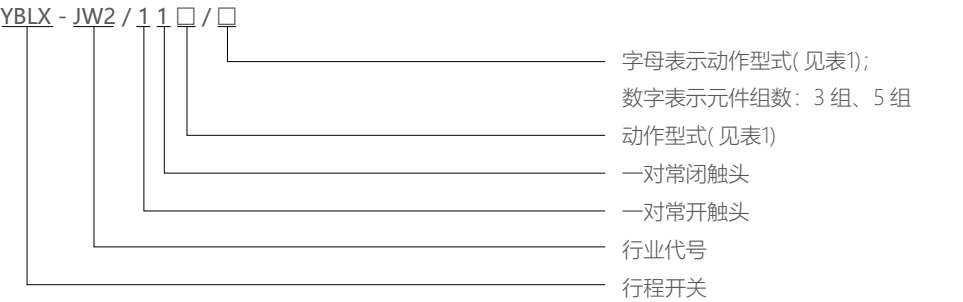 YBLX - JW2 / 1 1 □ / □
字母表示动作型式( 见表1);
数字表示元件组数：3 组、5 组
动作型式( 见表1)
一对常闭触头
一对常开触头
行业代号
行程开关